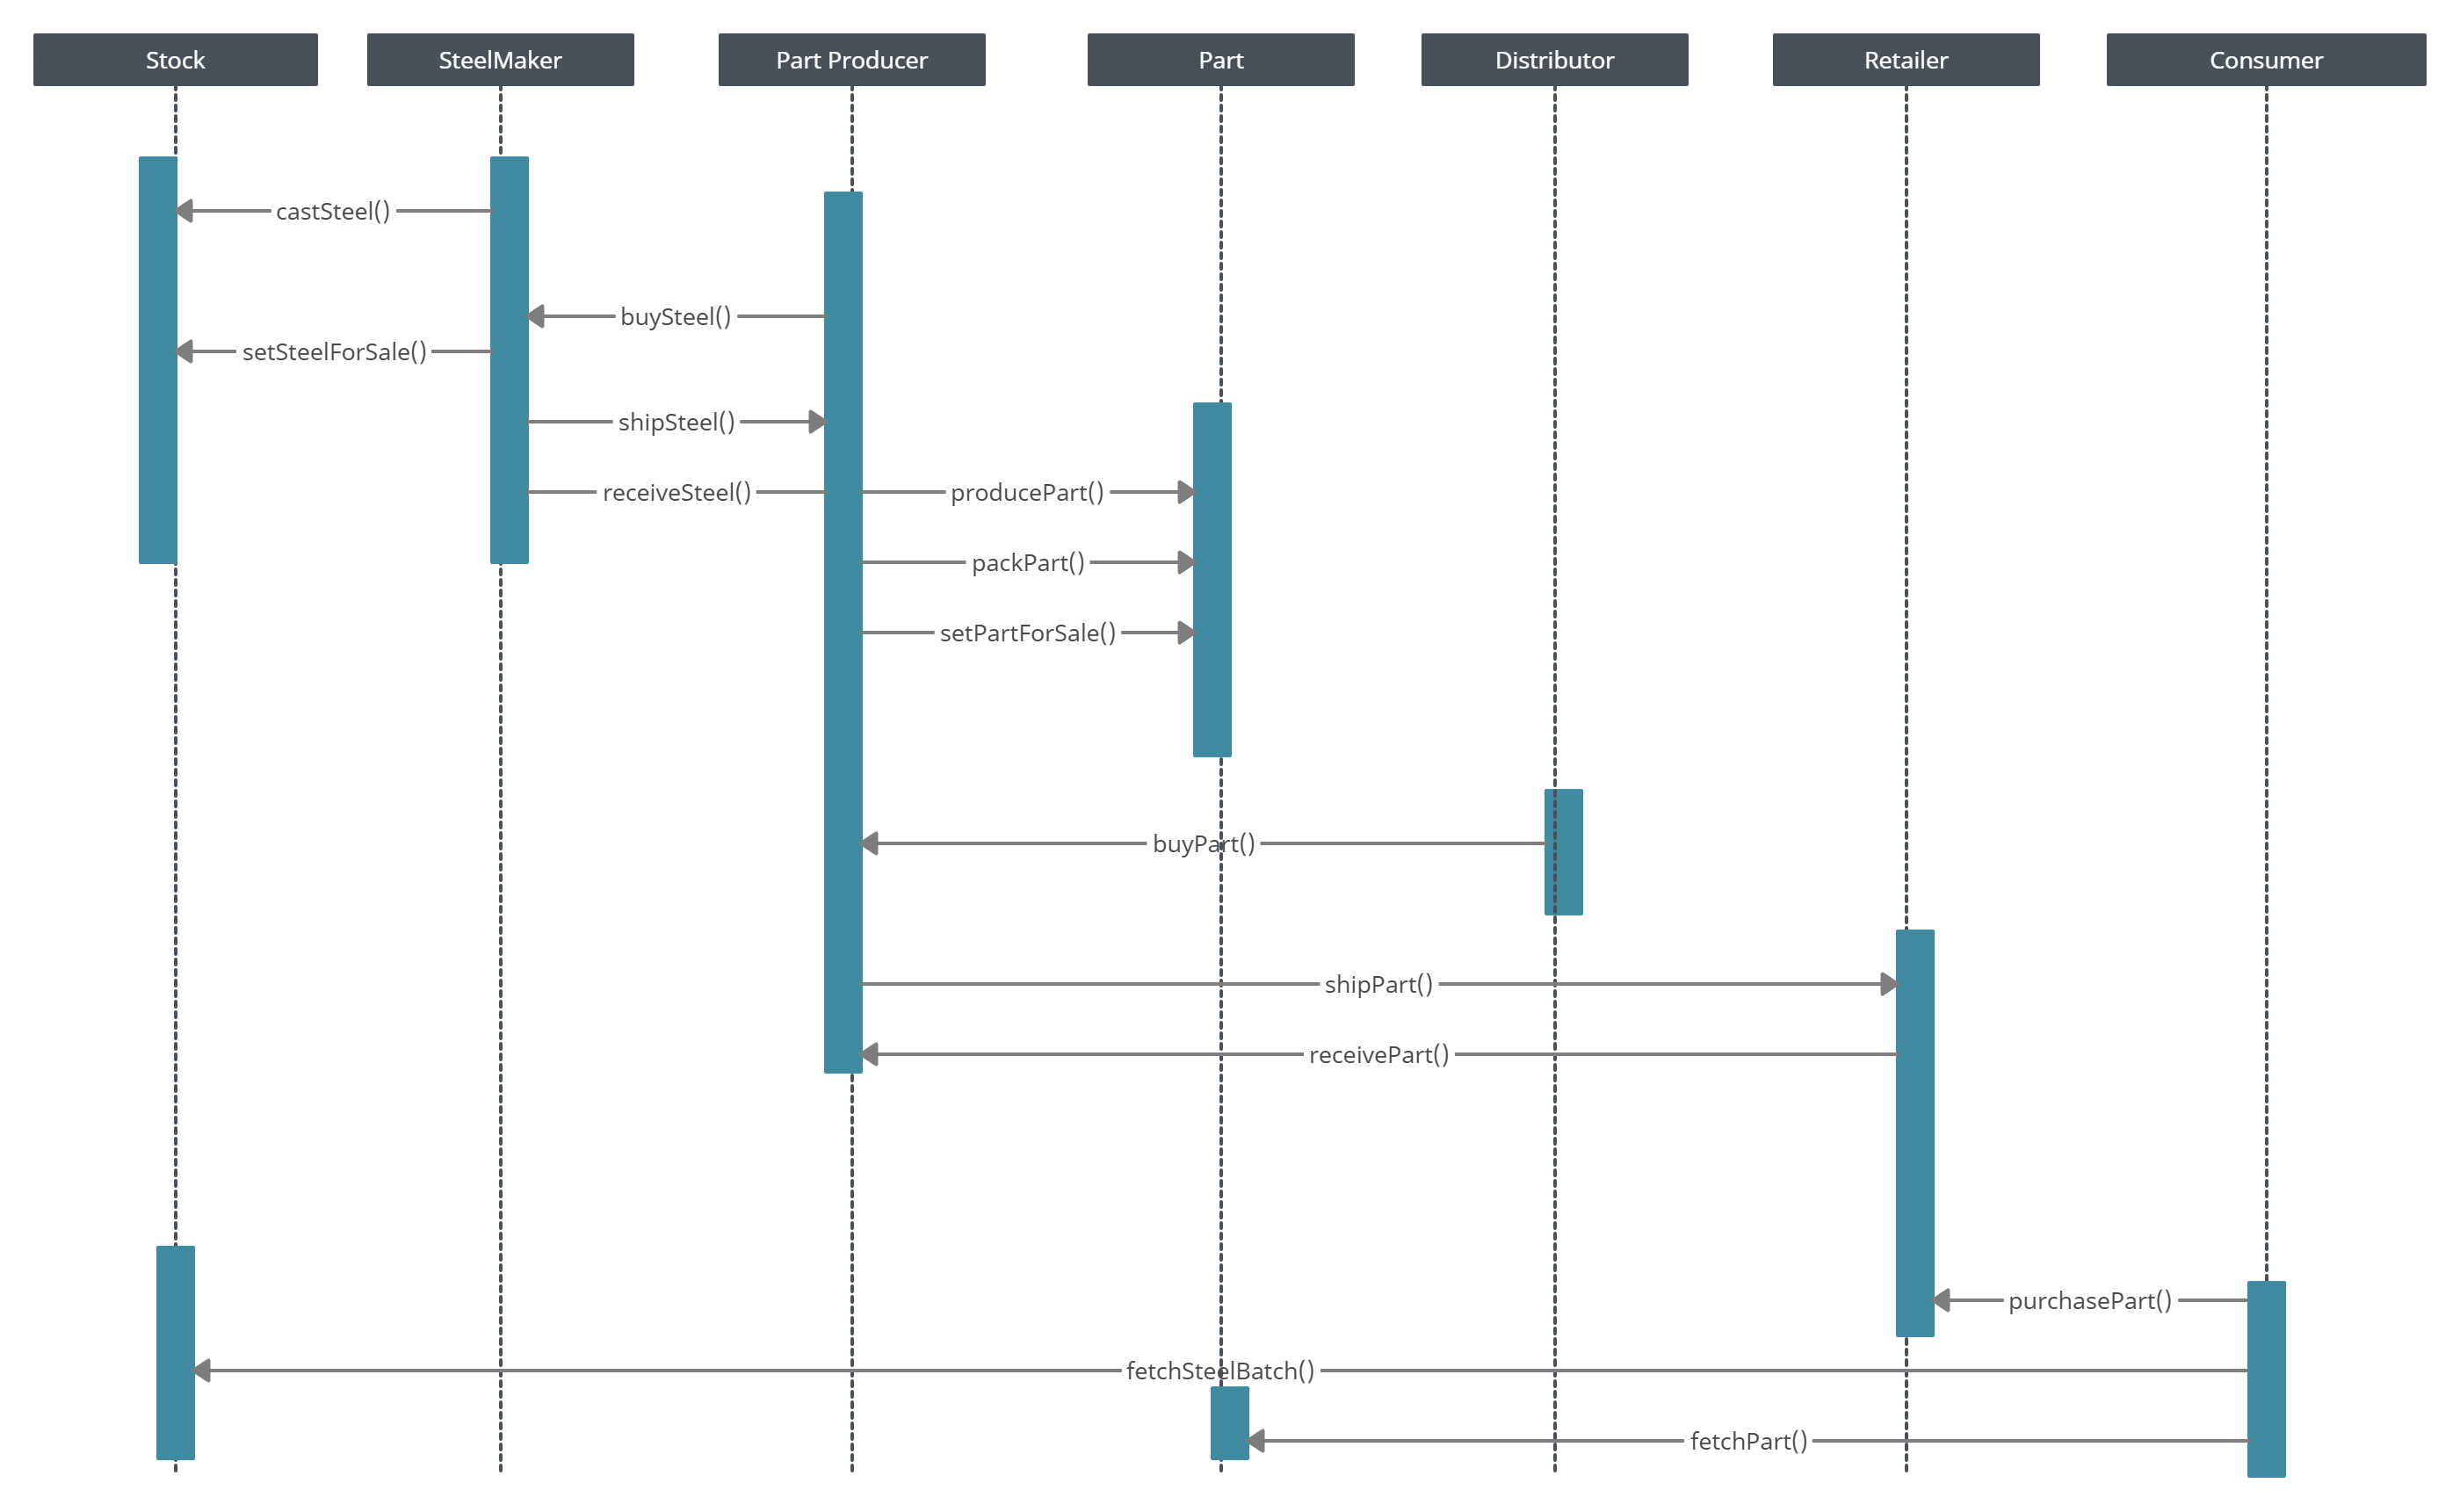 Stock
SteelMaker
Part Producer
Part
Distributor
Retailer
Consumer
castSteel()
buySteel()
setSteelForSale()
shipSteel()
receiveSteel()
producePart()
packPart()
setPartForSale()
buyPart()
shipPart()
receivePart()
purchasePart()
fetchSteelBatch()
fetchPart()